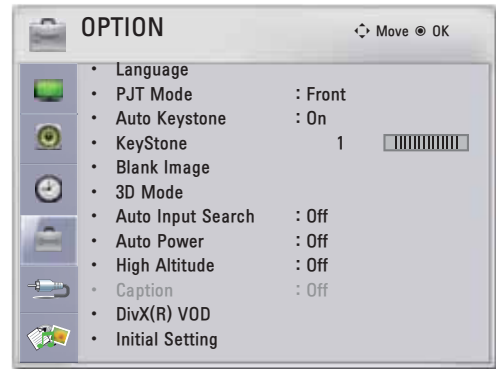 OPTION
Move ◉ OK
• Language
• PJT Mode : Front
• Auto Keystone : On
• KeyStone 1
• Blank Image
• 3D Mode
• Auto Input Search : Off
• Auto Power : Off
• High Altitude : Off
• Caption : Off
• DivX(R) VOD
• Initial Setting